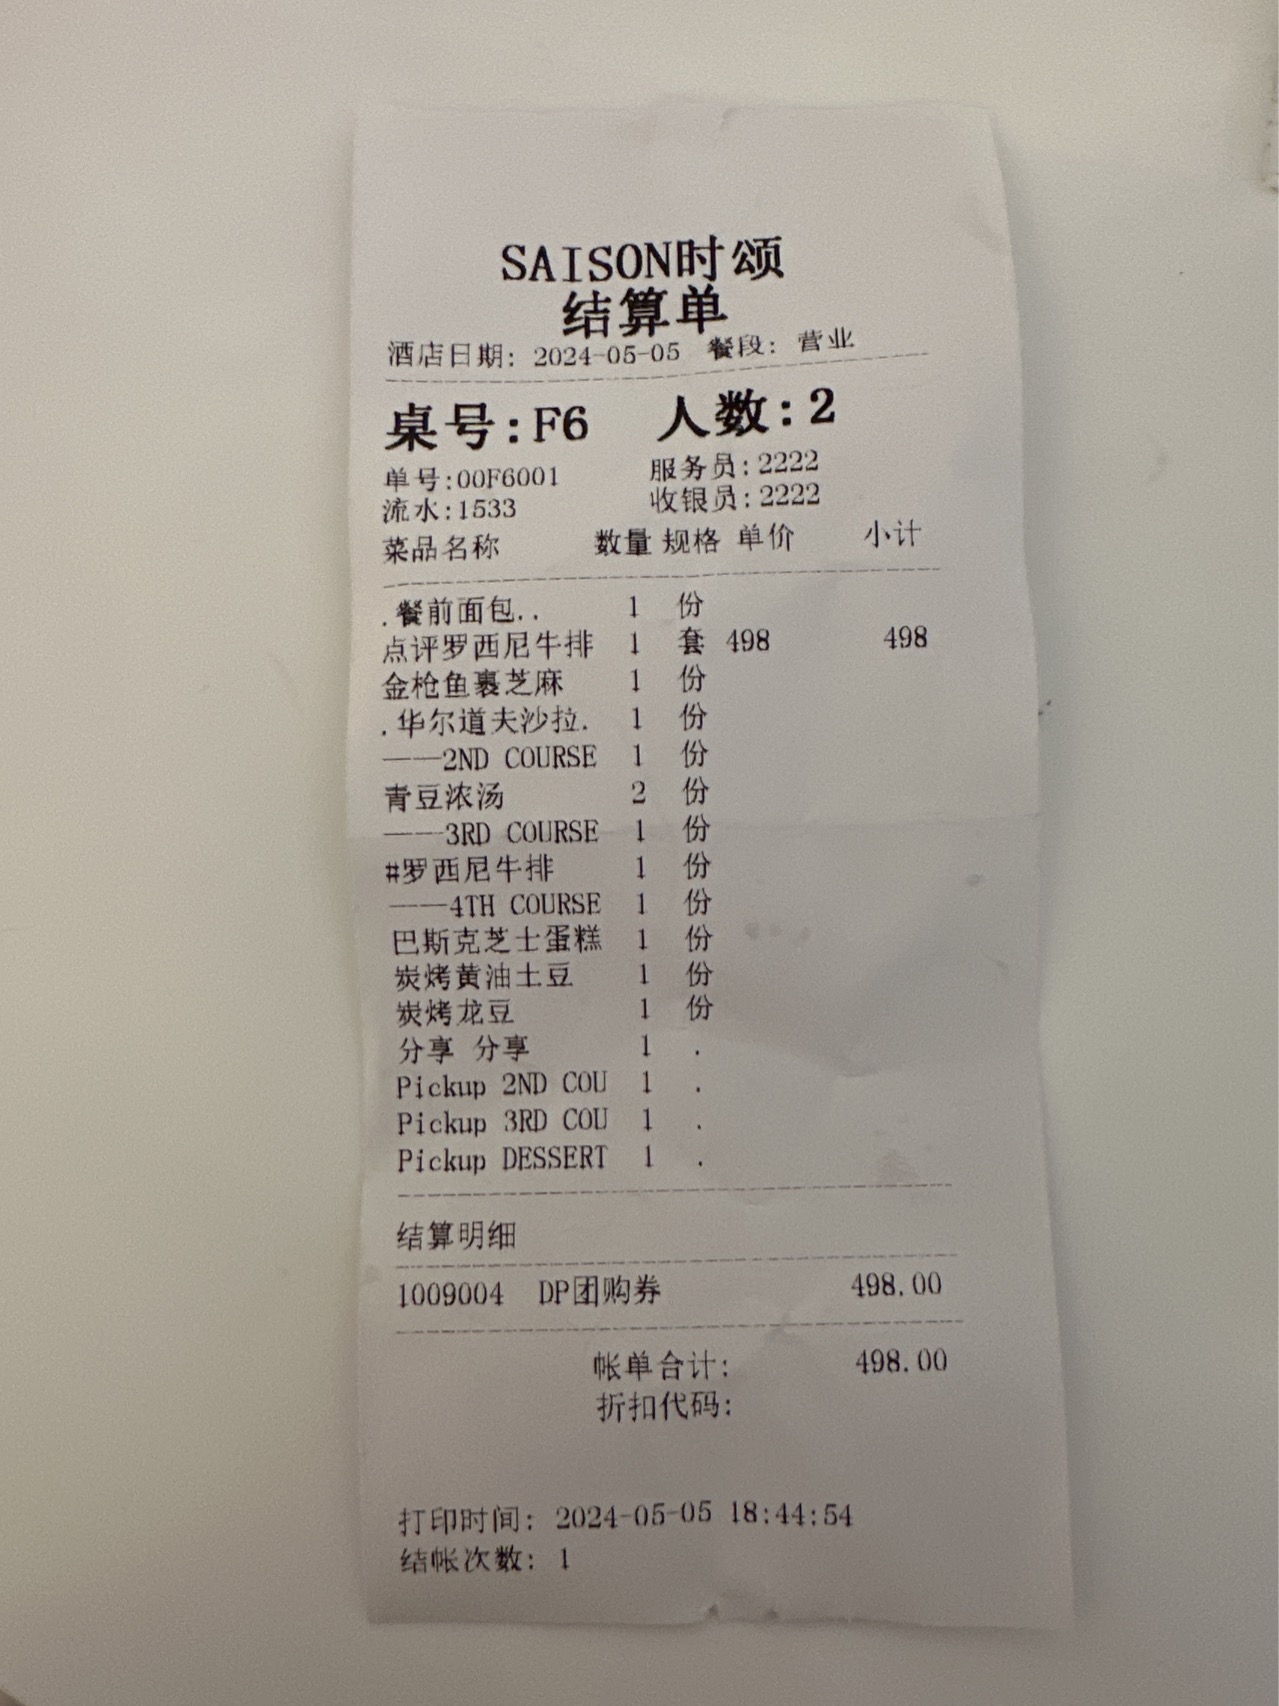 SAISON时颂
结算单
酒店日期: 2024-05-05 餐段: 营业
桌号:F6 人数:2
单号:00F6001 服务员:2222
流水:1533 收银员:2222
菜品名称 数量 规格 单价 小计
.餐前面包.. 1 份
点评罗西尼牛排 1 套 498 498
金枪鱼裹芝麻 1 份
.华尔道夫沙拉. 1 份
——2ND COURSE 1 份
青豆浓汤 2 份
——3RD COURSE 1 份
#罗西尼牛排 1 份
——4TH COURSE 1 份
巴斯克芝士蛋糕 1 份
炭烤黄油土豆 1 份
炭烤龙豆 1 份
分享 分享 1 .
Pickup 2ND COU 1 .
Pickup 3RD COU 1 .
Pickup DESSERT 1 .
结算明细
1009004 DP团购券 498.00
帐单合计: 498.00
折扣代码:
打印时间: 2024-05-05 18:44:54
结帐次数: 1